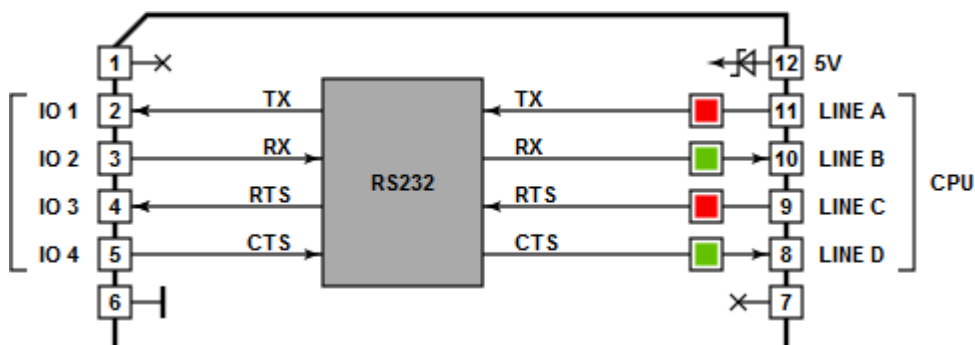 1 12 5V
IO 1 2 TX TX 11 LINE A
IO 2 3 RX RX 10 LINE B
RS232 CPU
IO 3 4 RTS RTS 9 LINE C
IO 4 5 CTS CTS 8 LINE D
6 7